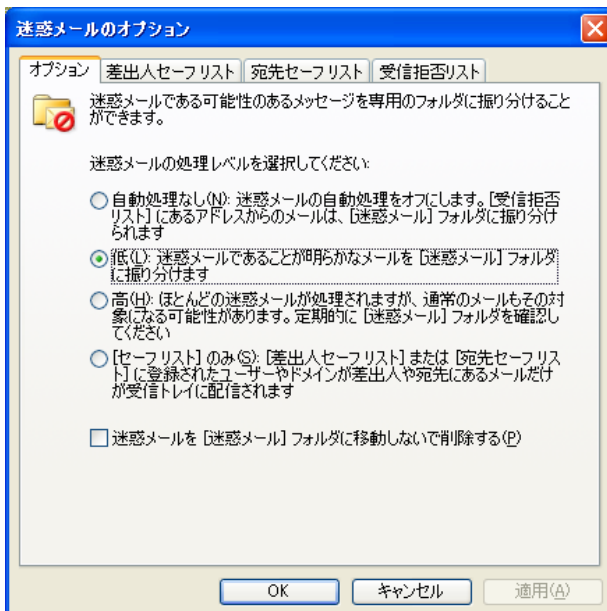 迷惑メールのオプション
オプション 差出人セーフ リスト 宛先セーフ リスト 受信拒否リスト
迷惑メールである可能性のあるメッセージを専用のフォルダに振り分けること
ができます。
迷惑メールの処理レベルを選択してください:
自動処理なし(N): 迷惑メールの自動処理をオフにします。[受信拒否
リスト] にあるアドレスからのメールは、[迷惑メール] フォルダに振り分け
られます
低(L): 迷惑メールであることが明らかなメールを [迷惑メール] フォルダ
に振り分けます
高(H): ほとんどの迷惑メールが処理されますが、通常のメールもその対
象になる可能性があります。定期的に [迷惑メール] フォルダを確認し
てください
[セーフ リスト] のみ(S): [差出人セーフ リスト] または [宛先セーフ リス
ト] に登録されたユーザーやドメインが差出人や宛先にあるメールだけ
が受信トレイに配信されます
迷惑メールを [迷惑メール] フォルダに移動しないで削除する(P)
OK キャンセル 適用(A)